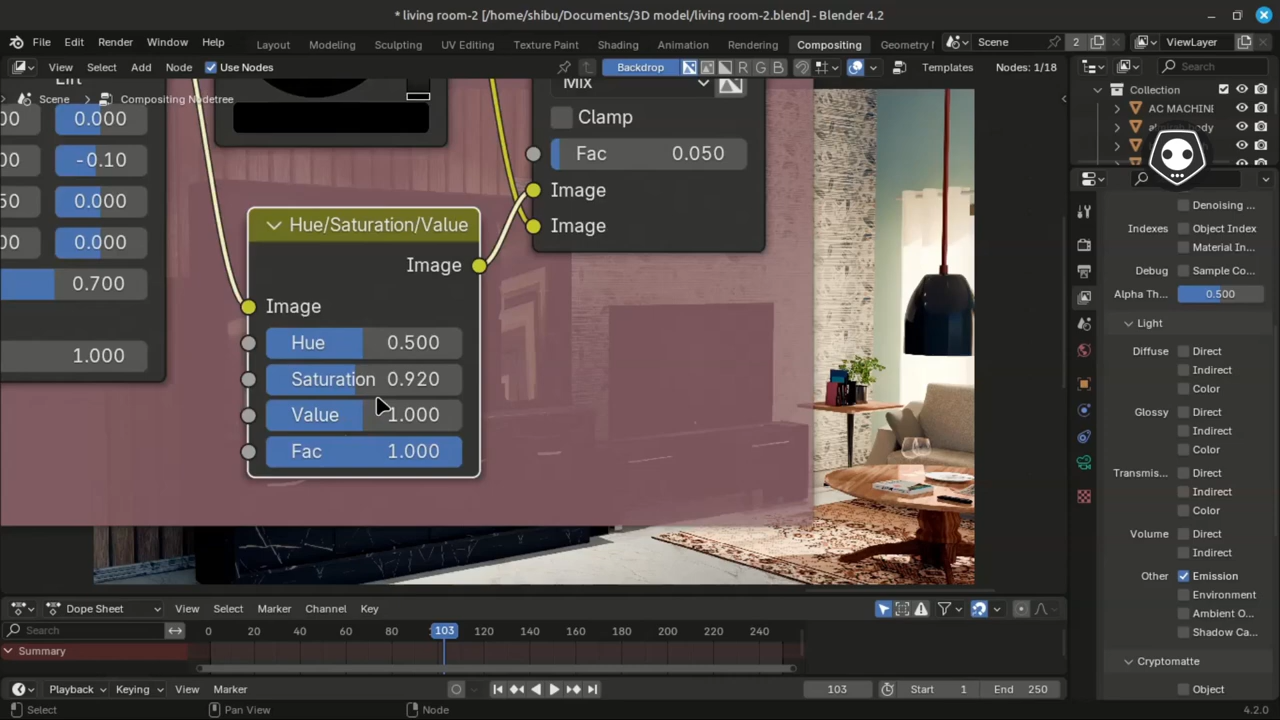 * living room-2 [/home/shibu/Documents/3D model/living room-2.blend] - Blender 4.2
File Edit Render Window Help Layout Modeling Sculpting UV Editing Texture Paint Shading Animation Rendering Compositing Geometry Scene 2 ViewLayer
View Select Add Node Use Nodes Backdrop R G B Templates Nodes: 1/18 Search
Scene Compositing Nodetree
Collection
AC MACHINE
Mix
Clamp
Fac 0.050
Image
Image
0.000
-0.10
0.000
0.000
0.700
1.000
Hue/Saturation/Value
Image
Image
Hue 0.500
Saturation 0.920
Value 1.000
Fac 1.000
Denoising ...
Indexes Object Index
Material In...
Debug Sample Co...
Alpha Th... 0.500
Light
Diffuse Direct
Indirect
Color
Glossy Direct
Indirect
Color
Transmis... Direct
Indirect
Color
Volume Direct
Indirect
Other Emission
Environment
Ambient O...
Shadow Ca...
Cryptomatte
Object
Dope Sheet View Select Marker Channel Key
Search 0 20 40 60 80 103 120 140 160 180 200 220 240
Summary
Playback Keying View Marker 103 Start 1 End 250
Select Pan View Node 4.2.0